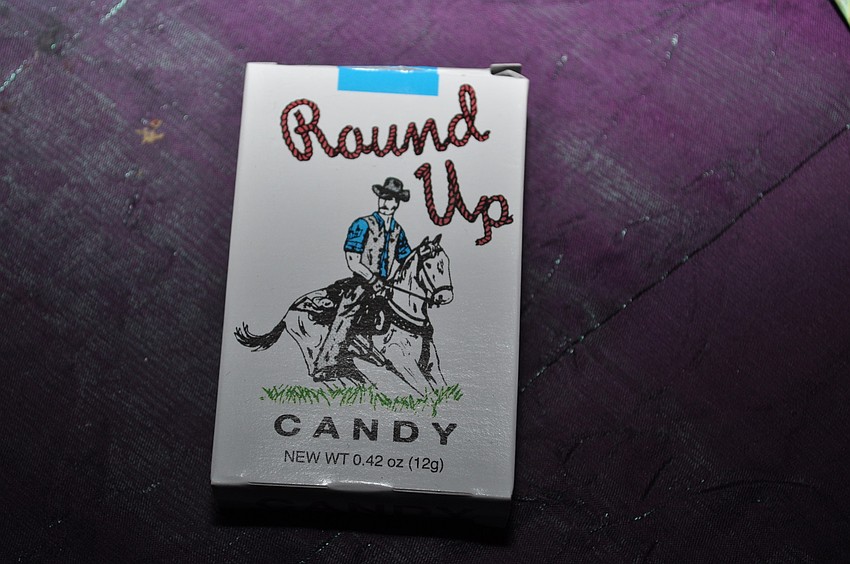 Round
Up
CANDY
NEW WT 0.42 oz (12g)